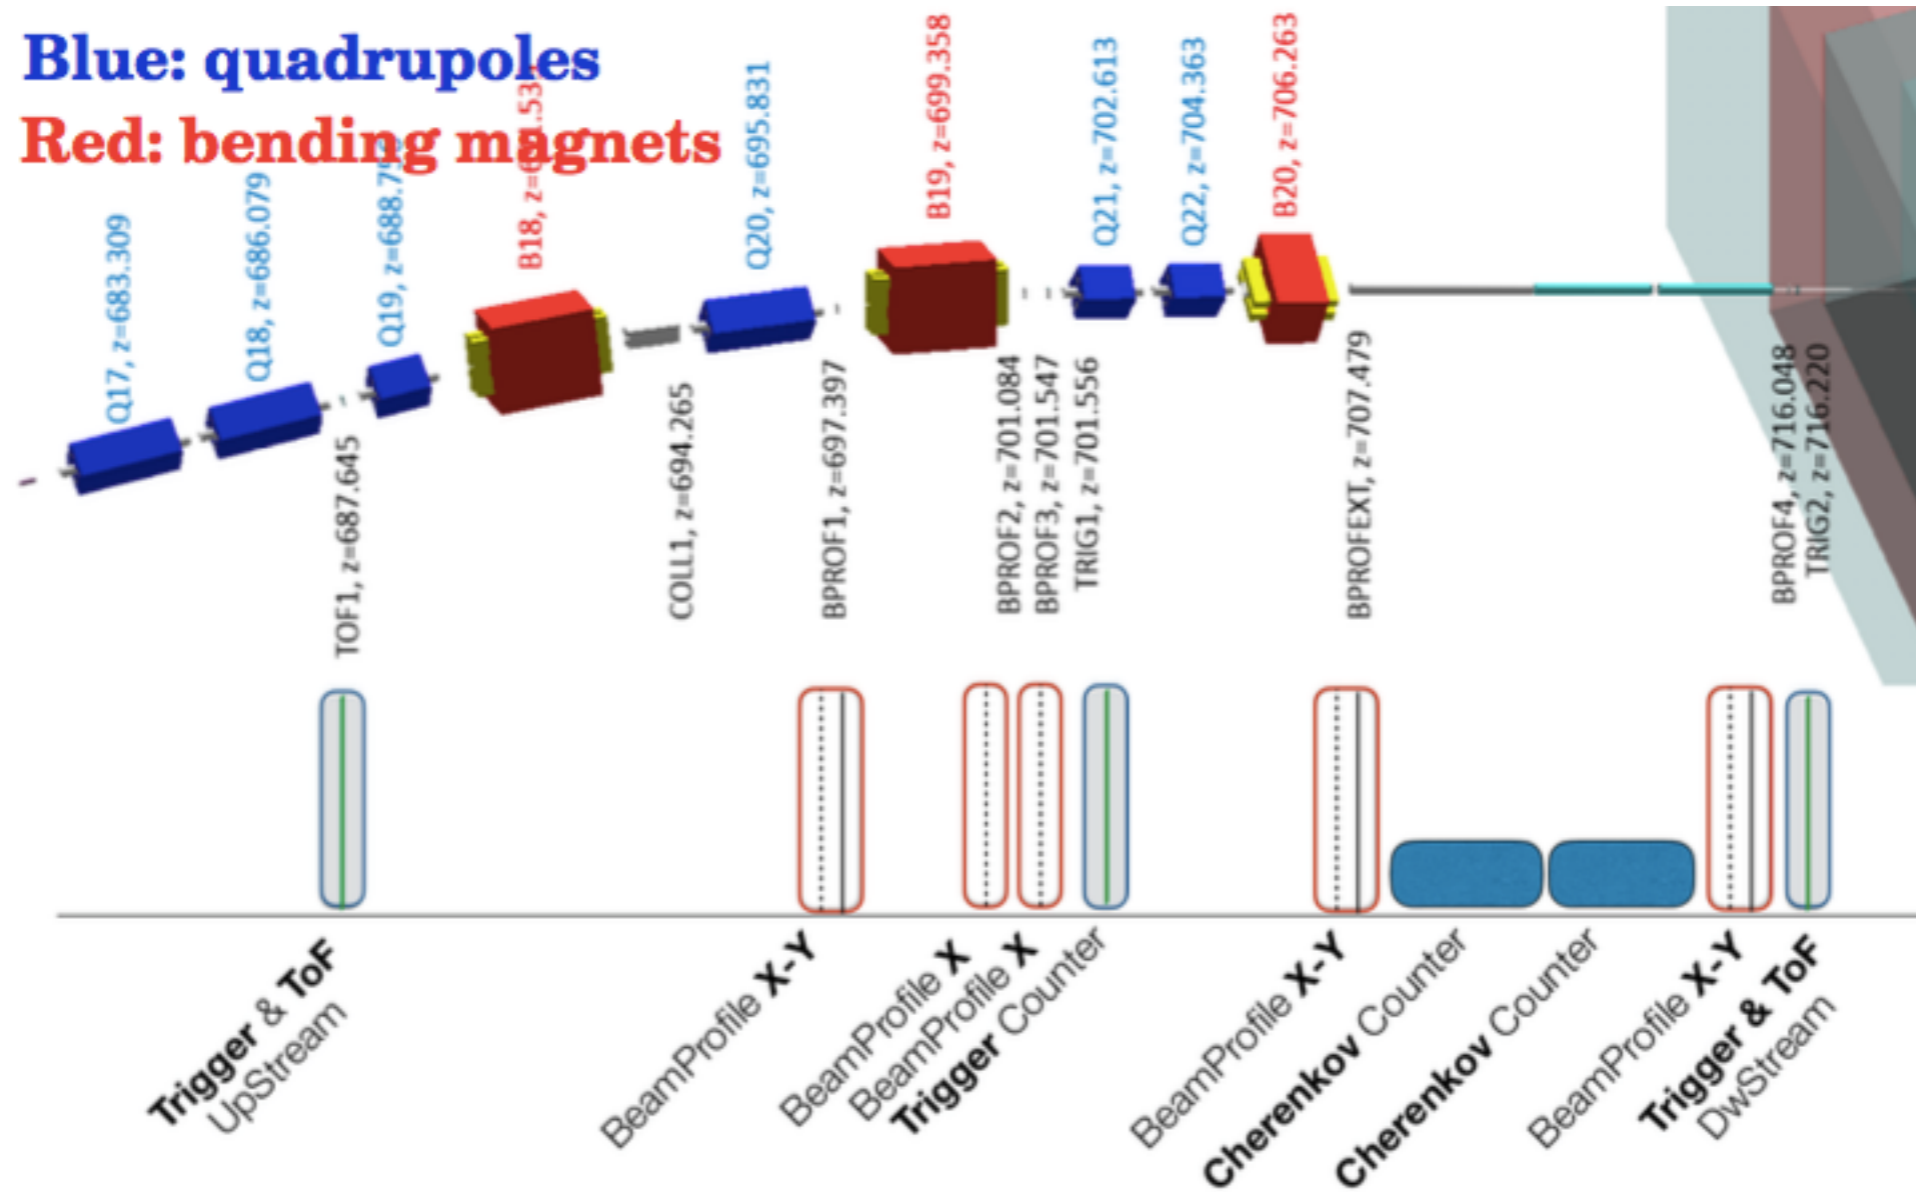 Blue: quadrupoles
Red: bending magnets
Q17, z=683.309
Q18, z=686.079
Q19, z=688.7
B18, z=
Q20, z=695.831
B19, z=699.358
Q21, z=702.613
Q22, z=704.363
B20, z=706.263
TOF1, z=687.645
COLL1, z=694.265
BPROF1, z=697.397
BPROF2, z=701.084
BPROF3, z=701.547
TRIG1, z=701.556
BPROFEXT, z=707.479
BPROF4, z=716.048
TRIG2, z=716.220
Trigger & ToF
UpStream
BeamProfile X-Y
BeamProfile X
BeamProfile X
Trigger Counter
BeamProfile X-Y
Cherenkov Counter
Cherenkov Counter
BeamProfile X-Y
Trigger & ToF
DwStream